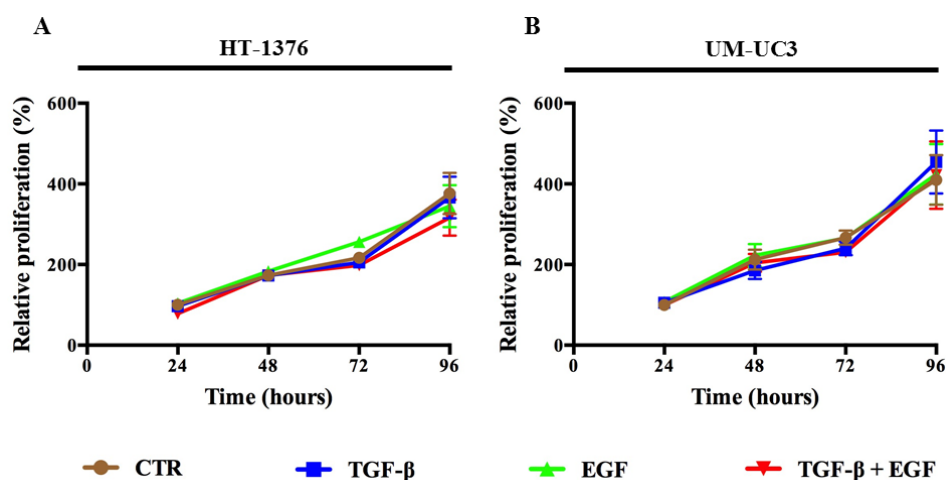 A
HT-1376
Relative proliferation (%)
600
400
200
0
0 24 48 72 96
Time (hours)
B
UM-UC3
Relative proliferation (%)
600
400
200
0
0 24 48 72 96
Time (hours)
CTR TGF-β EGF TGF-β + EGF